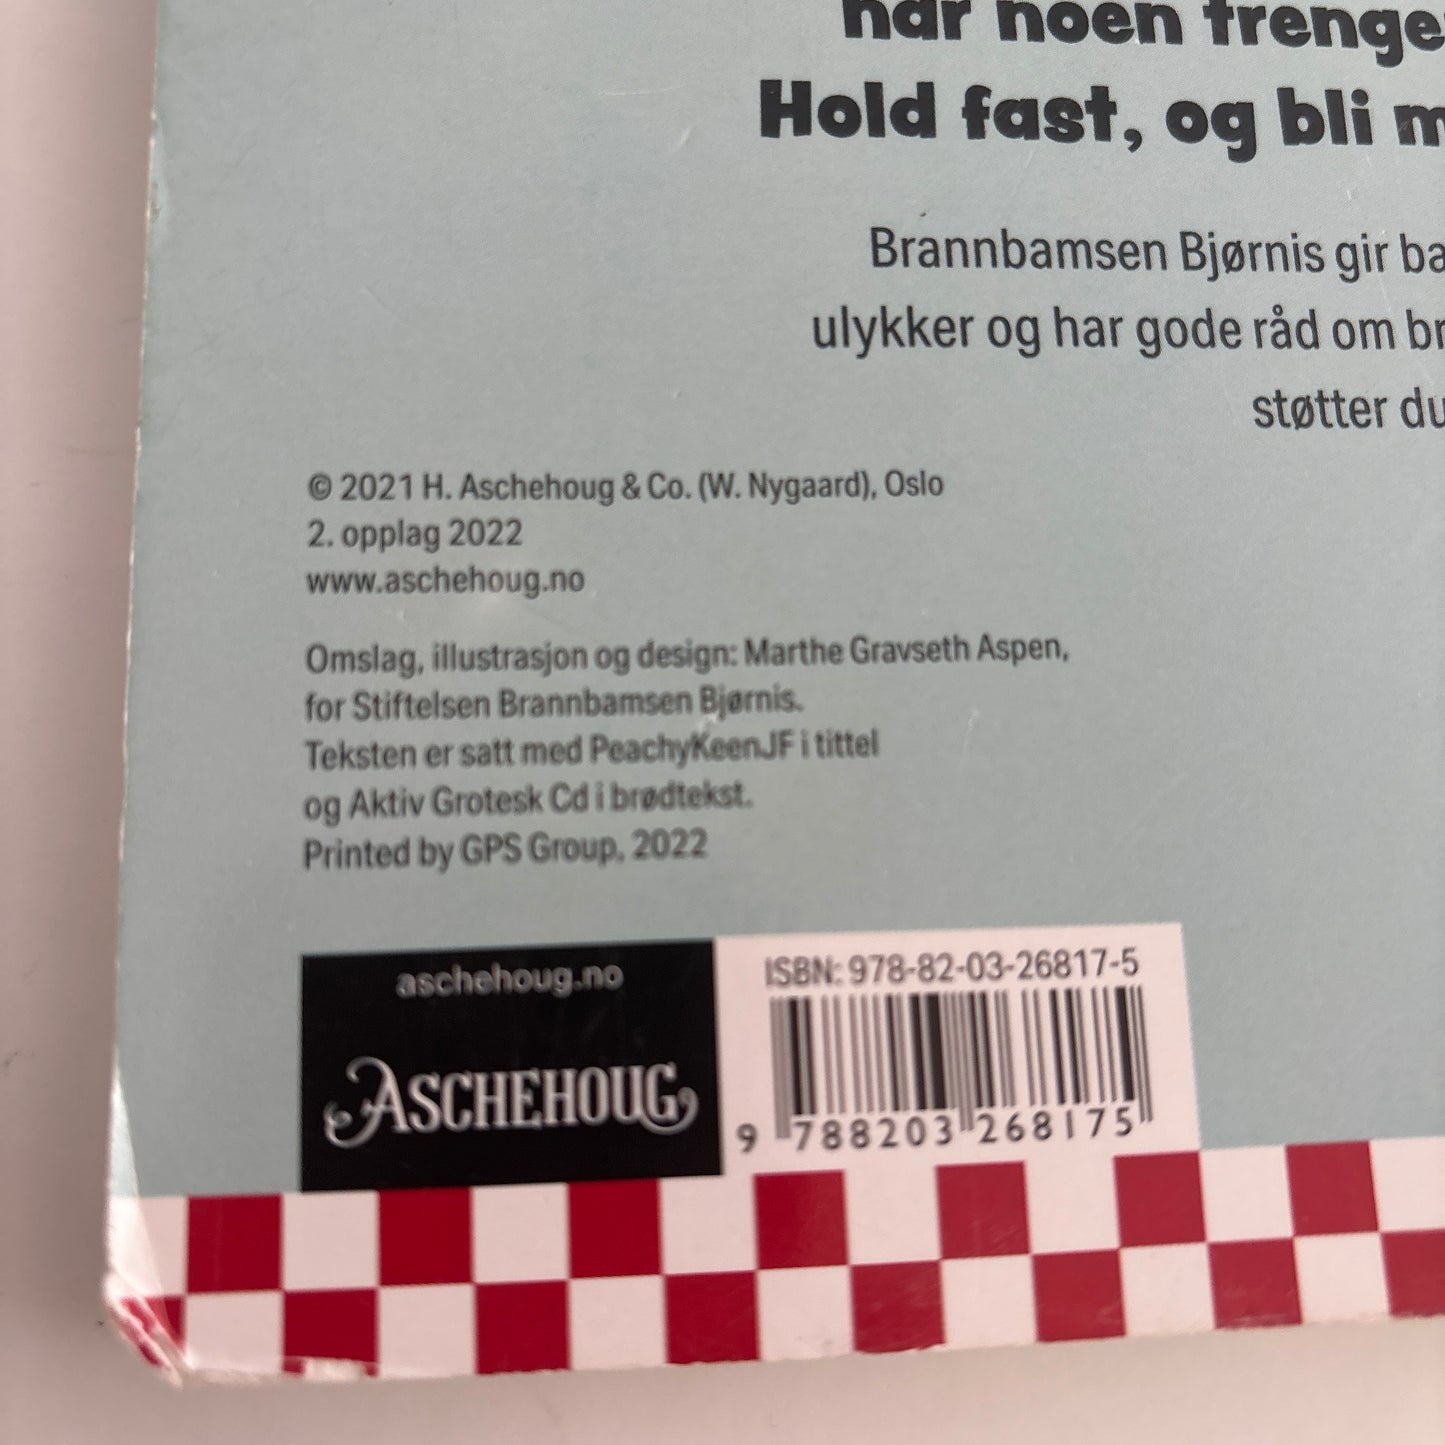 når noen trenge
Hold fast, og bli m
Brannbamsen Bjørnis gir ba
ulykker og har gode råd om br
støtter du
© 2021 H. Aschehoug & Co. (W. Nygaard), Oslo
2. opplag 2022
www.aschehoug.no
Omslag, illustrasjon og design: Marthe Gravseth Aspen,
for Stiftelsen Brannbamsen Bjørnis.
Teksten er satt med PeachyKeenJF i tittel
og Aktiv Grotesk Cd i brødtekst.
Printed by GPS Group, 2022
aschehoug.no
ASCHEHOUG
ISBN: 978-82-03-26817-5
9 788203 268175